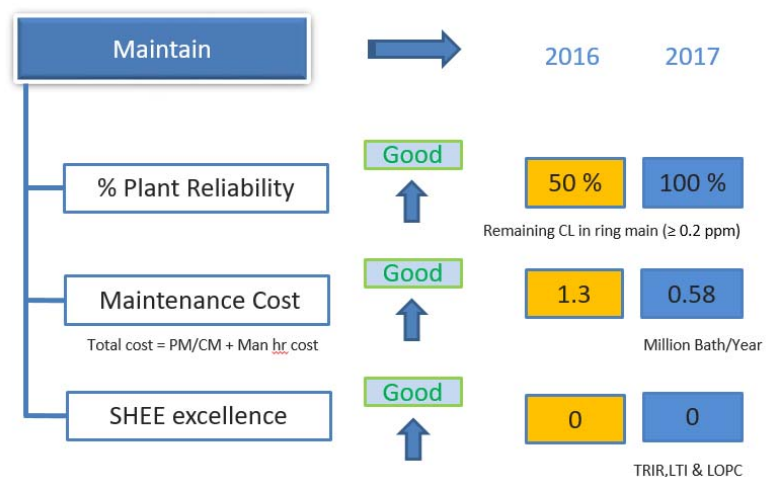 Maintain
2016 2017
Good
% Plant Reliability
50 % 100 %
Remaining CL in ring main (≥ 0.2 ppm)
Good
Maintenance Cost
1.3 0.58
Total cost = PM/CM + Man hr cost
Million Bath/Year
Good
SHEE excellence
0 0
TRIR,LTI & LOPC